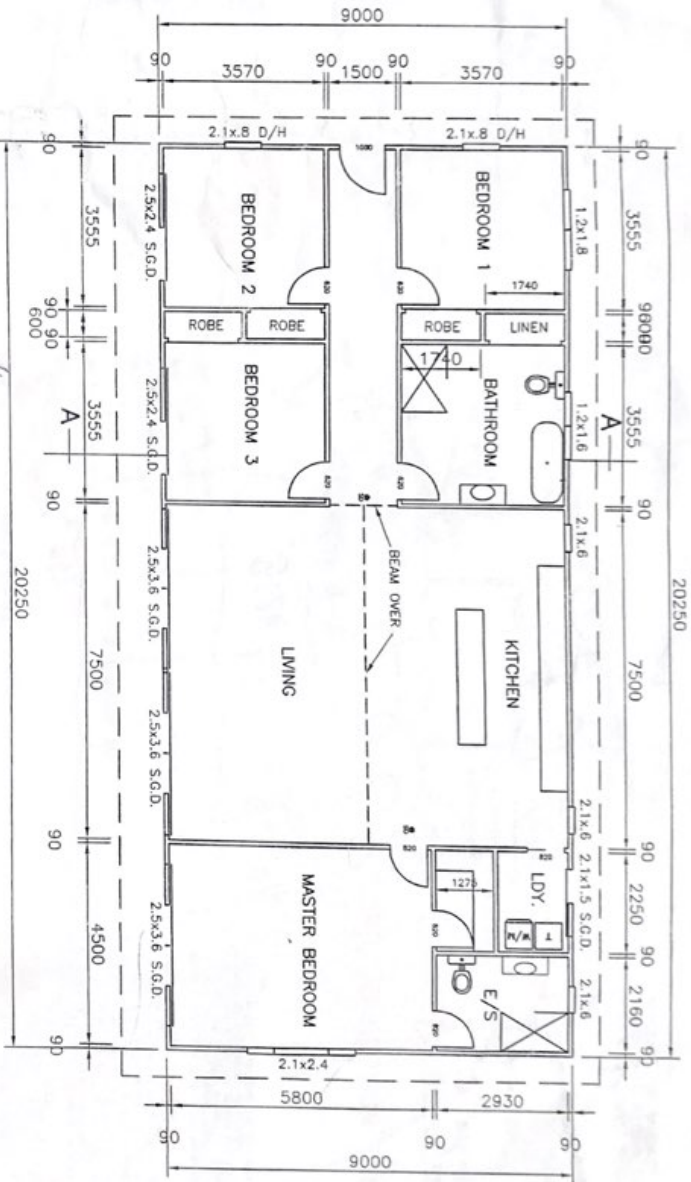 9000
90 3570 90 1500 90 3570 90
2.1x.8 D/H
2.1x.8 D/H
1000
20250
90 3555 90 600 90 3555 90 7500 90 4500 90
2.5x2.4 S.G.D.
2.5x2.4 S.G.D.
2.5x3.6 S.G.D.
2.5x3.6 S.G.D.
2.5x3.6 S.G.D.
A
BEDROOM 2
820
ROBE
ROBE
BEDROOM 3
820
LIVING
BEAM OVER
MASTER BEDROOM
820
2.1x2.4
BEDROOM 1
820
1740
ROBE
LINEN
1740
BATHROOM
820
KITCHEN
1275
820
820
LDY.
W/M
T
820
E/S
1.2x1.8
1.2x1.6
A
2.1x.6
2.1x.6
2.1x1.5 S.G.D.
2.1x.6
90 3555 90 600 90 3555 90 7500 90 2250 90 2160 90
20250
90 5800 90 2930 90
9000